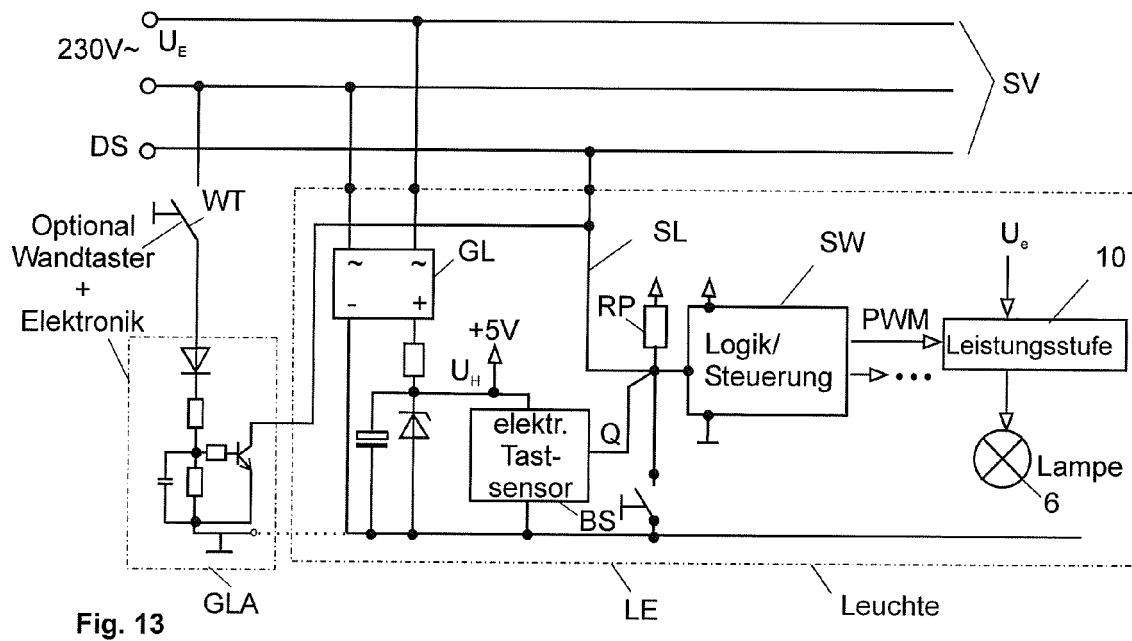 230V~ U_E
SV
DS
WT
Optional
Wandtaster
+
Elektronik
~ ~
- +
GL
SL
SW
U_e
10
RP
+5V
PWM
Logik/
Steuerung
Leistungsstufe
U_H
elektr.
Tast-
sensor
Q
BS
Lampe
6
GLA
LE
Leuchte
Fig. 13